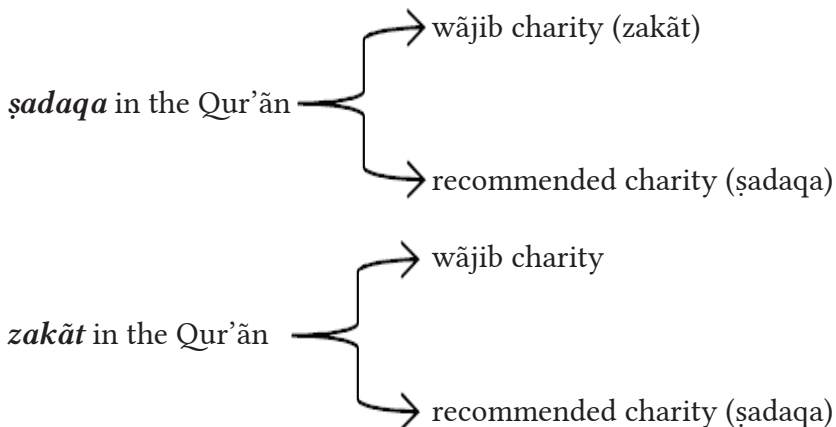 wãjib charity (zakãt)
ṣadaqa in the Qur’ãn
recommended charity (ṣadaqa)
wãjib charity
zakãt in the Qur’ãn
recommended charity (ṣadaqa)